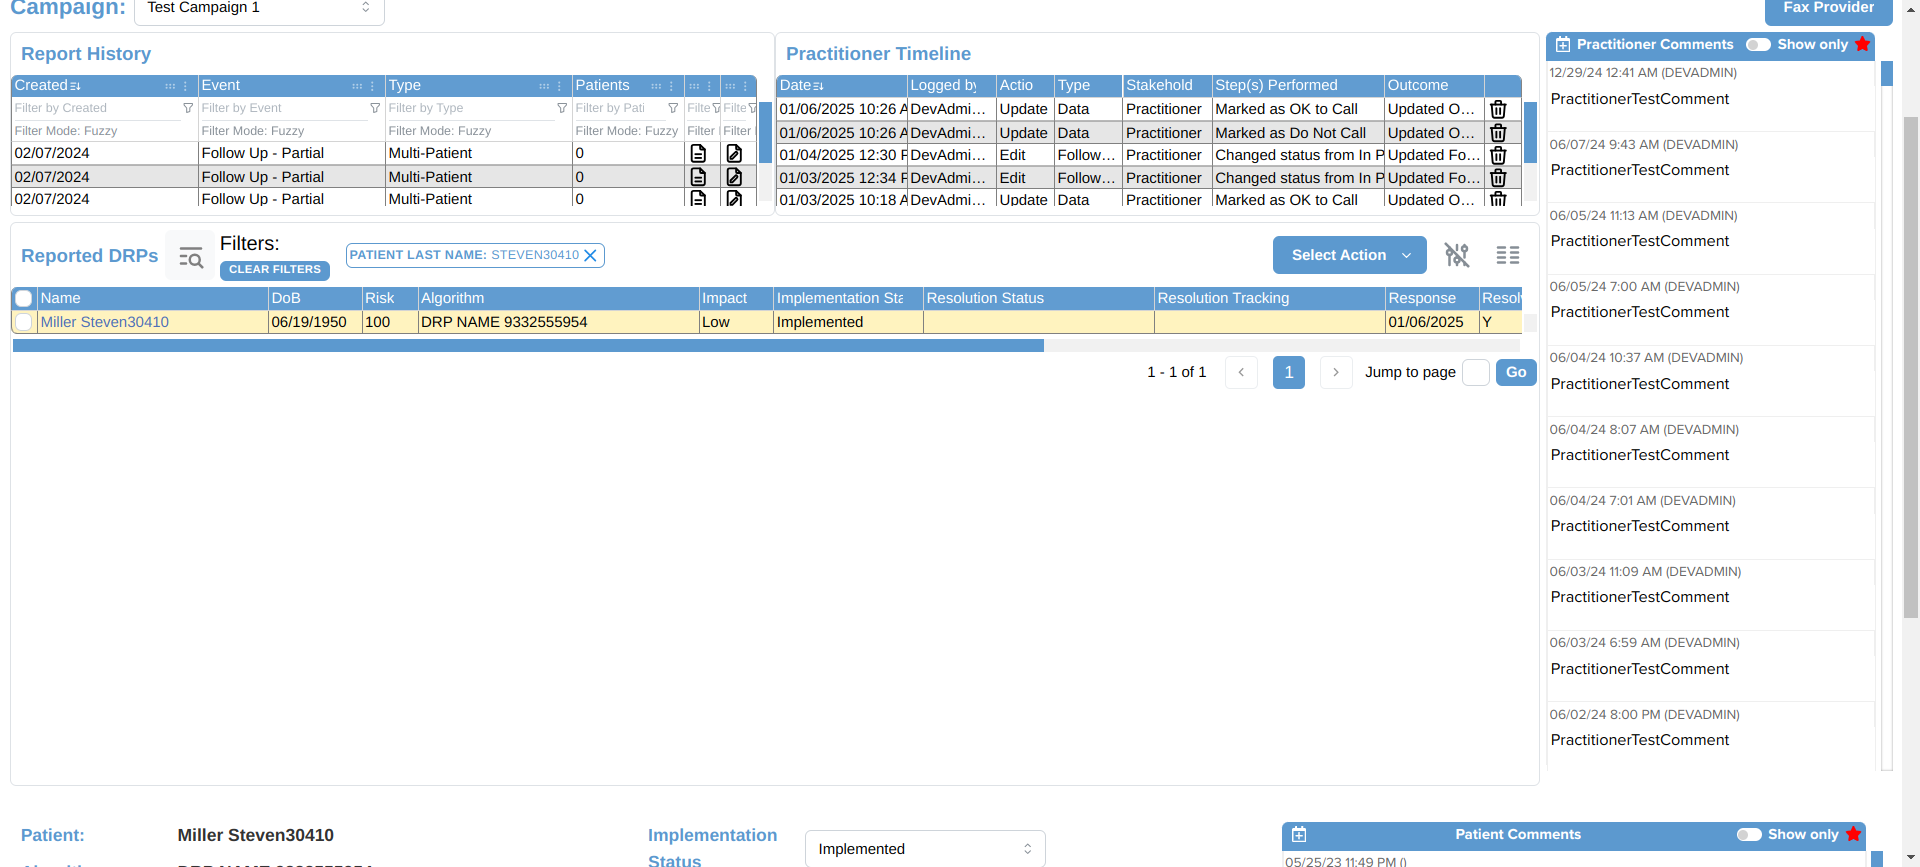 Campaign: Test Campaign 1
Fax Provider
Report History
Created Event Type Patients
Filter by Created Filter by Event Filter by Type Filter by Pati Filte Filte
Filter Mode: Fuzzy Filter Mode: Fuzzy Filter Mode: Fuzzy Filter Mode: Fuzzy Filter Filter
02/07/2024 Follow Up - Partial Multi-Patient 0
02/07/2024 Follow Up - Partial Multi-Patient 0
02/07/2024 Follow Up - Partial Multi-Patient 0
Practitioner Timeline
Date Logged by Actio Type Stakehold Step(s) Performed Outcome
01/06/2025 10:26 A DevAdmi... Update Data Practitioner Marked as OK to Call Updated O...
01/06/2025 10:26 A DevAdmi... Update Data Practitioner Marked as Do Not Call Updated O...
01/04/2025 12:30 F DevAdmi... Edit Follow... Practitioner Changed status from In P Updated Fo...
01/03/2025 12:34 F DevAdmi... Edit Follow... Practitioner Changed status from In P Updated Fo...
01/03/2025 10:18 A DevAdmi... Update Data Practitioner Marked as OK to Call Updated O...
Reported DRPs
Filters:
CLEAR FILTERS
PATIENT LAST NAME: STEVEN30410
Select Action
Name DoB Risk Algorithm Impact Implementation Sta Resolution Status Resolution Tracking Response Resol
Miller Steven30410 06/19/1950 100 DRP NAME 9332555954 Low Implemented 01/06/2025 Y
1 - 1 of 1 1 Jump to page Go
Practitioner Comments Show only
12/29/24 12:41 AM (DEVADMIN)
PractitionerTestComment
06/07/24 9:43 AM (DEVADMIN)
PractitionerTestComment
06/05/24 11:13 AM (DEVADMIN)
PractitionerTestComment
06/05/24 7:00 AM (DEVADMIN)
PractitionerTestComment
06/04/24 10:37 AM (DEVADMIN)
PractitionerTestComment
06/04/24 8:07 AM (DEVADMIN)
PractitionerTestComment
06/04/24 7:01 AM (DEVADMIN)
PractitionerTestComment
06/03/24 11:09 AM (DEVADMIN)
PractitionerTestComment
06/03/24 6:59 AM (DEVADMIN)
PractitionerTestComment
06/02/24 8:00 PM (DEVADMIN)
PractitionerTestComment
Patient: Miller Steven30410
Implementation
Status
Implemented
Patient Comments Show only
05/25/23 11:49 PM ()